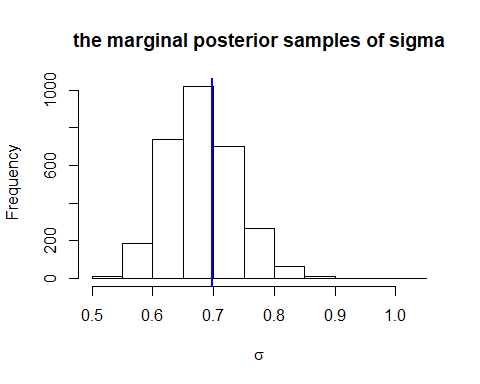 the marginal posterior samples of sigma
Frequency
1000
600
200
0
0.5 0.6 0.7 0.8 0.9 1.0
σ